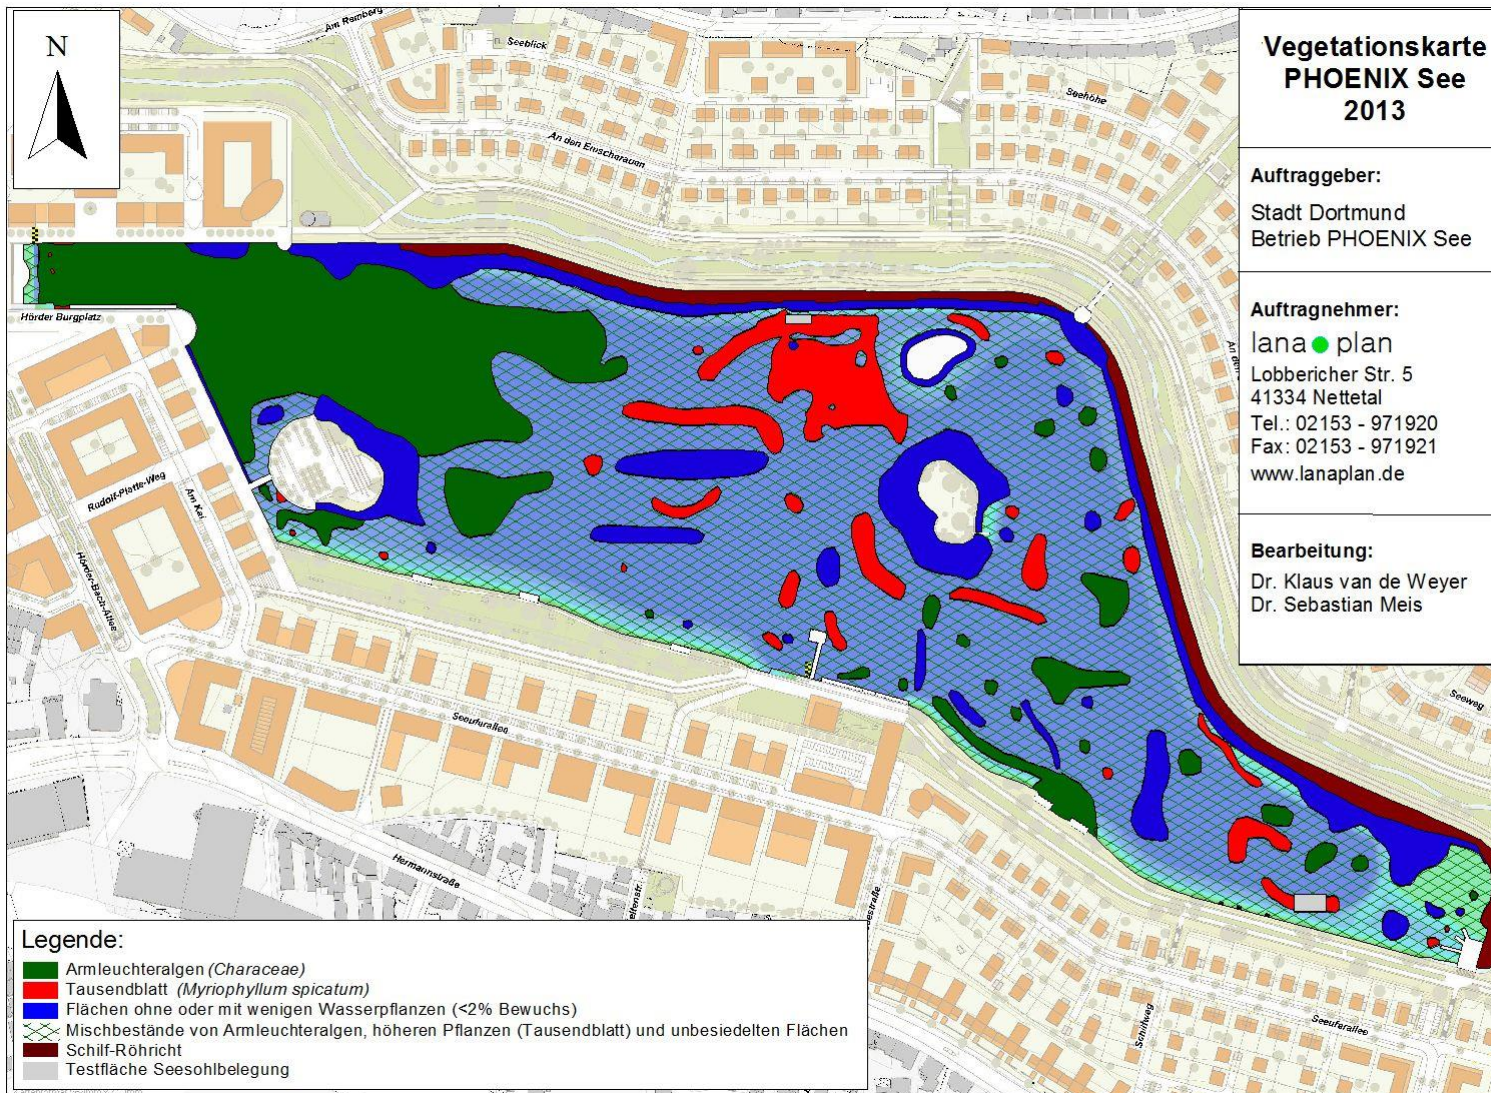 N
Am Remberg
Seeblick
An den Emscherauen
Seehöhe
Vegetationskarte
PHOENIX See
2013
Auftraggeber:
Stadt Dortmund
Betrieb PHOENIX See
Auftragnehmer:
lana plan
Lobbericher Str. 5
41334 Nettetal
Tel.: 02153 - 971920
Fax: 02153 - 971921
www.lanaplan.de
Bearbeitung:
Dr. Klaus van de Weyer
Dr. Sebastian Meis
Hörder Burgplatz
Rudolf-Platte-Weg
Am Kai
Hörder-Bach-Allee
Seeuferallee
Seeweg
Hermannstraße
Schilfweg
Seeuferallee
Legende:
Armleuchteralgen (Characeae)
Tausendblatt (Myriophyllum spicatum)
Flächen ohne oder mit wenigen Wasserpflanzen (<2% Bewuchs)
Mischbestände von Armleuchteralgen, höheren Pflanzen (Tausendblatt) und unbesiedelten Flächen
Schilf-Röhricht
Testfläche Seesohlbelegung